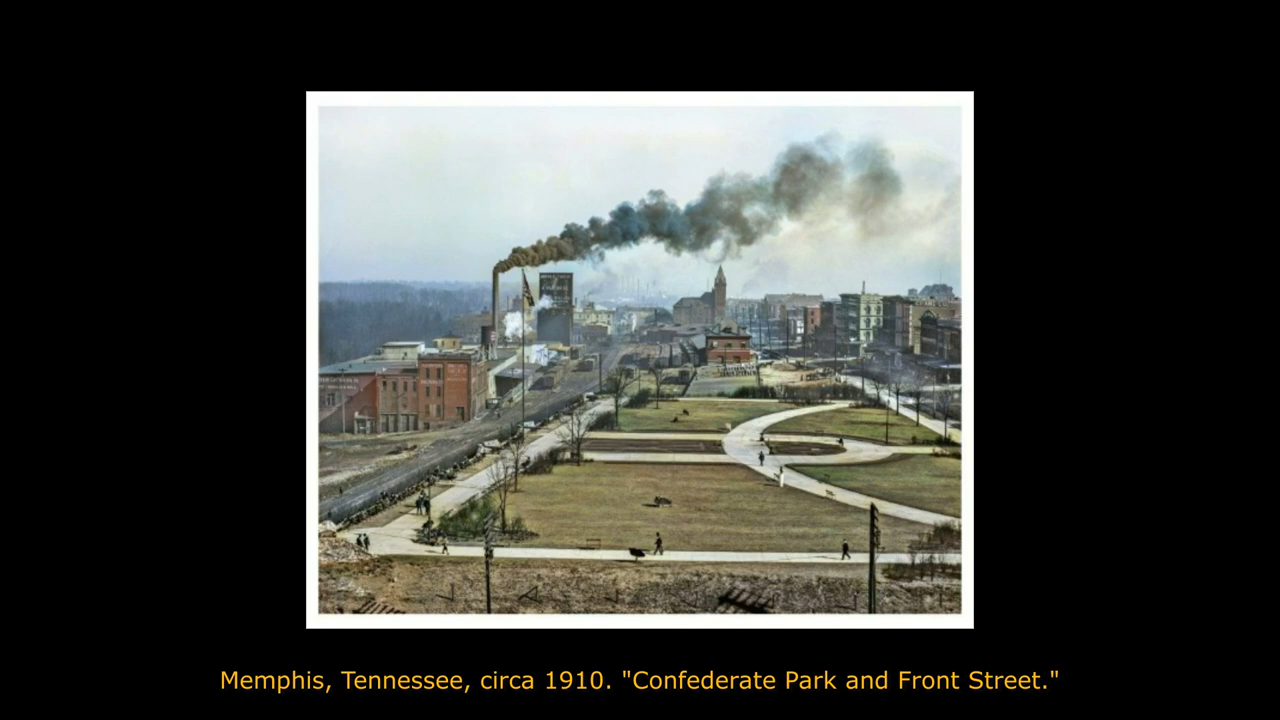 Memphis, Tennessee, circa 1910. "Confederate Park and Front Street."